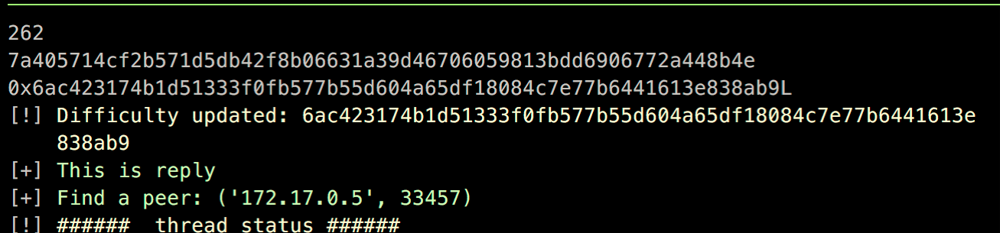 262
7a405714cf2b571d5db42f8b06631a39d46706059813bdd6906772a448b4e
0x6ac423174b1d51333f0fb577b55d604a65df18084c7e77b6441613e838ab9L
[!] Difficulty updated: 6ac423174b1d51333f0fb577b55d604a65df18084c7e77b6441613e
838ab9
[+] This is reply
[+] Find a peer: ('172.17.0.5', 33457)
[!] ###### thread status ######